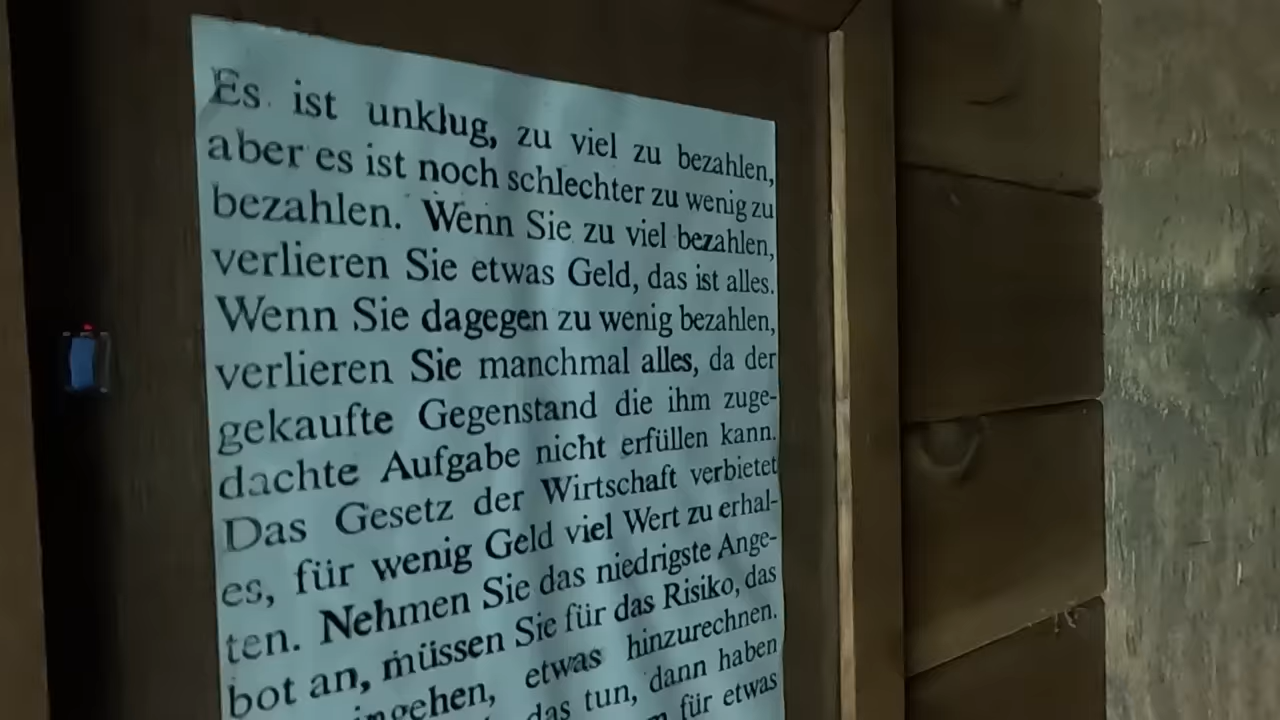 Es ist unklug, zu viel zu bezahlen,
aber es ist noch schlechter zu wenig zu
bezahlen. Wenn Sie zu viel bezahlen,
verlieren Sie etwas Geld, das ist alles.
Wenn Sie dagegen zu wenig bezahlen,
verlieren Sie manchmal alles, da der
gekaufte Gegenstand die ihm zuge-
dachte Aufgabe nicht erfüllen kann.
Das Gesetz der Wirtschaft verbietet
es, für wenig Geld viel Wert zu erhal-
ten. Nehmen Sie das niedrigste Ange-
bot an, müssen Sie für das Risiko, das
etwas hinzurechnen.
das tun, dann haben
für etwas